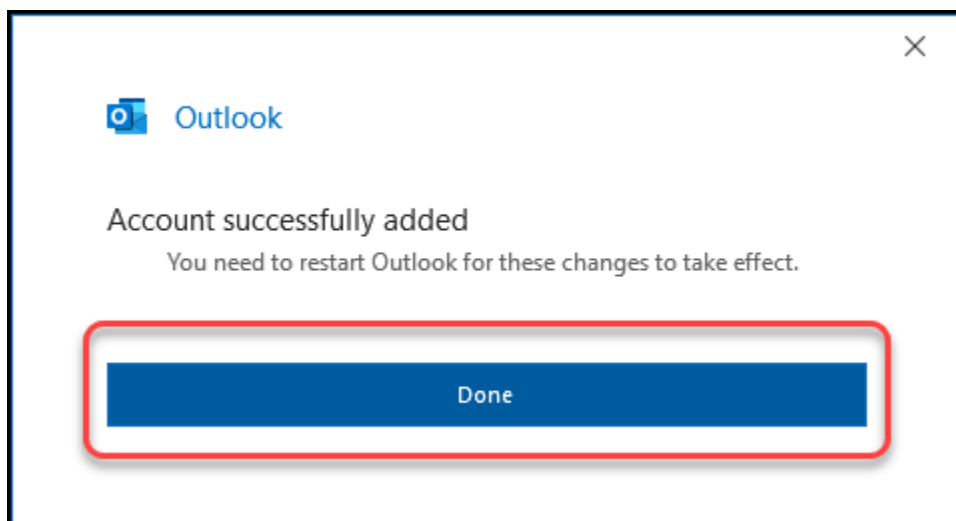 Outlook
Account successfully added
You need to restart Outlook for these changes to take effect.
Done